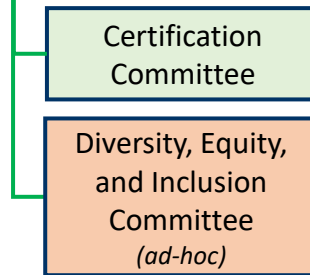 Certification
Committee
Diversity, Equity,
and Inclusion
Committee
(ad-hoc)